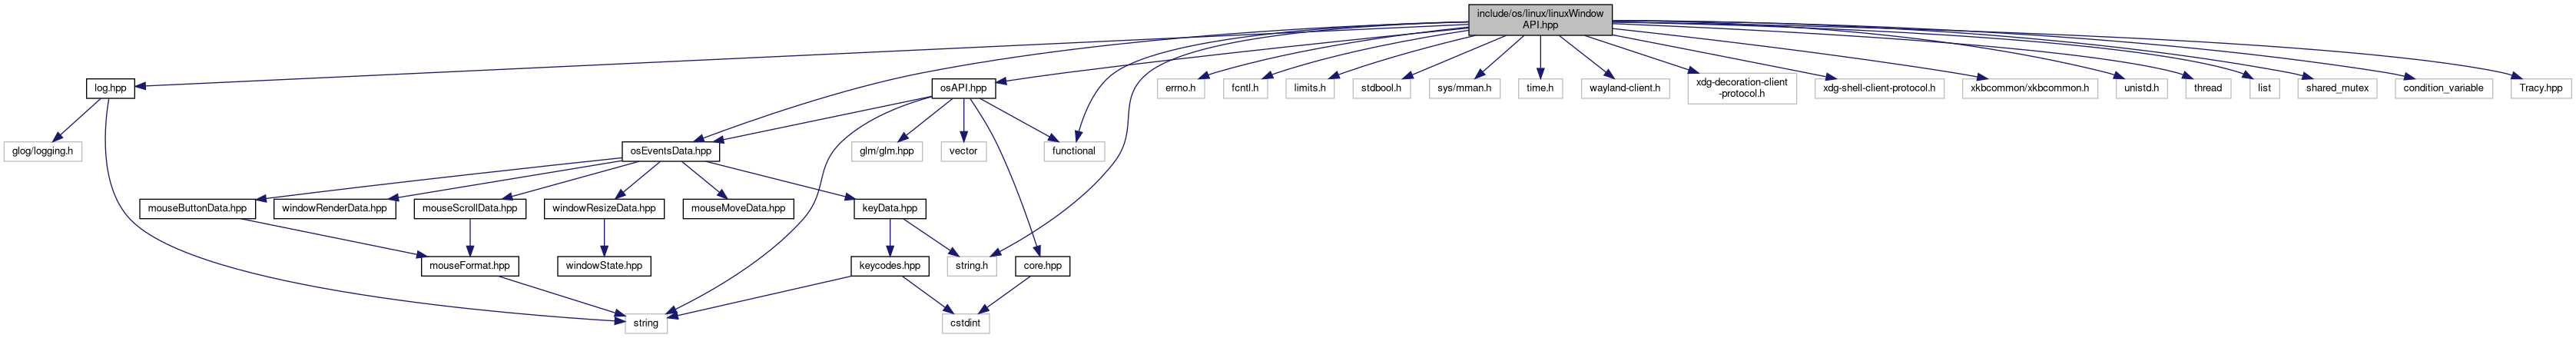 include/os/linux/linuxWindow
API.hpp
log.hpp
osAPI.hpp
errno.h
fcntl.h
limits.h
stdbool.h
sys/mman.h
time.h
wayland-client.h
xdg-decoration-client
-protocol.h
xdg-shell-client-protocol.h
xkbcommon/xkbcommon.h
unistd.h
thread
list
shared_mutex
condition_variable
Tracy.hpp
glog/logging.h
osEventsData.hpp
glm/glm.hpp
vector
functional
mouseButtonData.hpp
windowRenderData.hpp
mouseScrollData.hpp
windowResizeData.hpp
mouseMoveData.hpp
keyData.hpp
mouseFormat.hpp
windowState.hpp
keycodes.hpp
string.h
core.hpp
string
cstdint